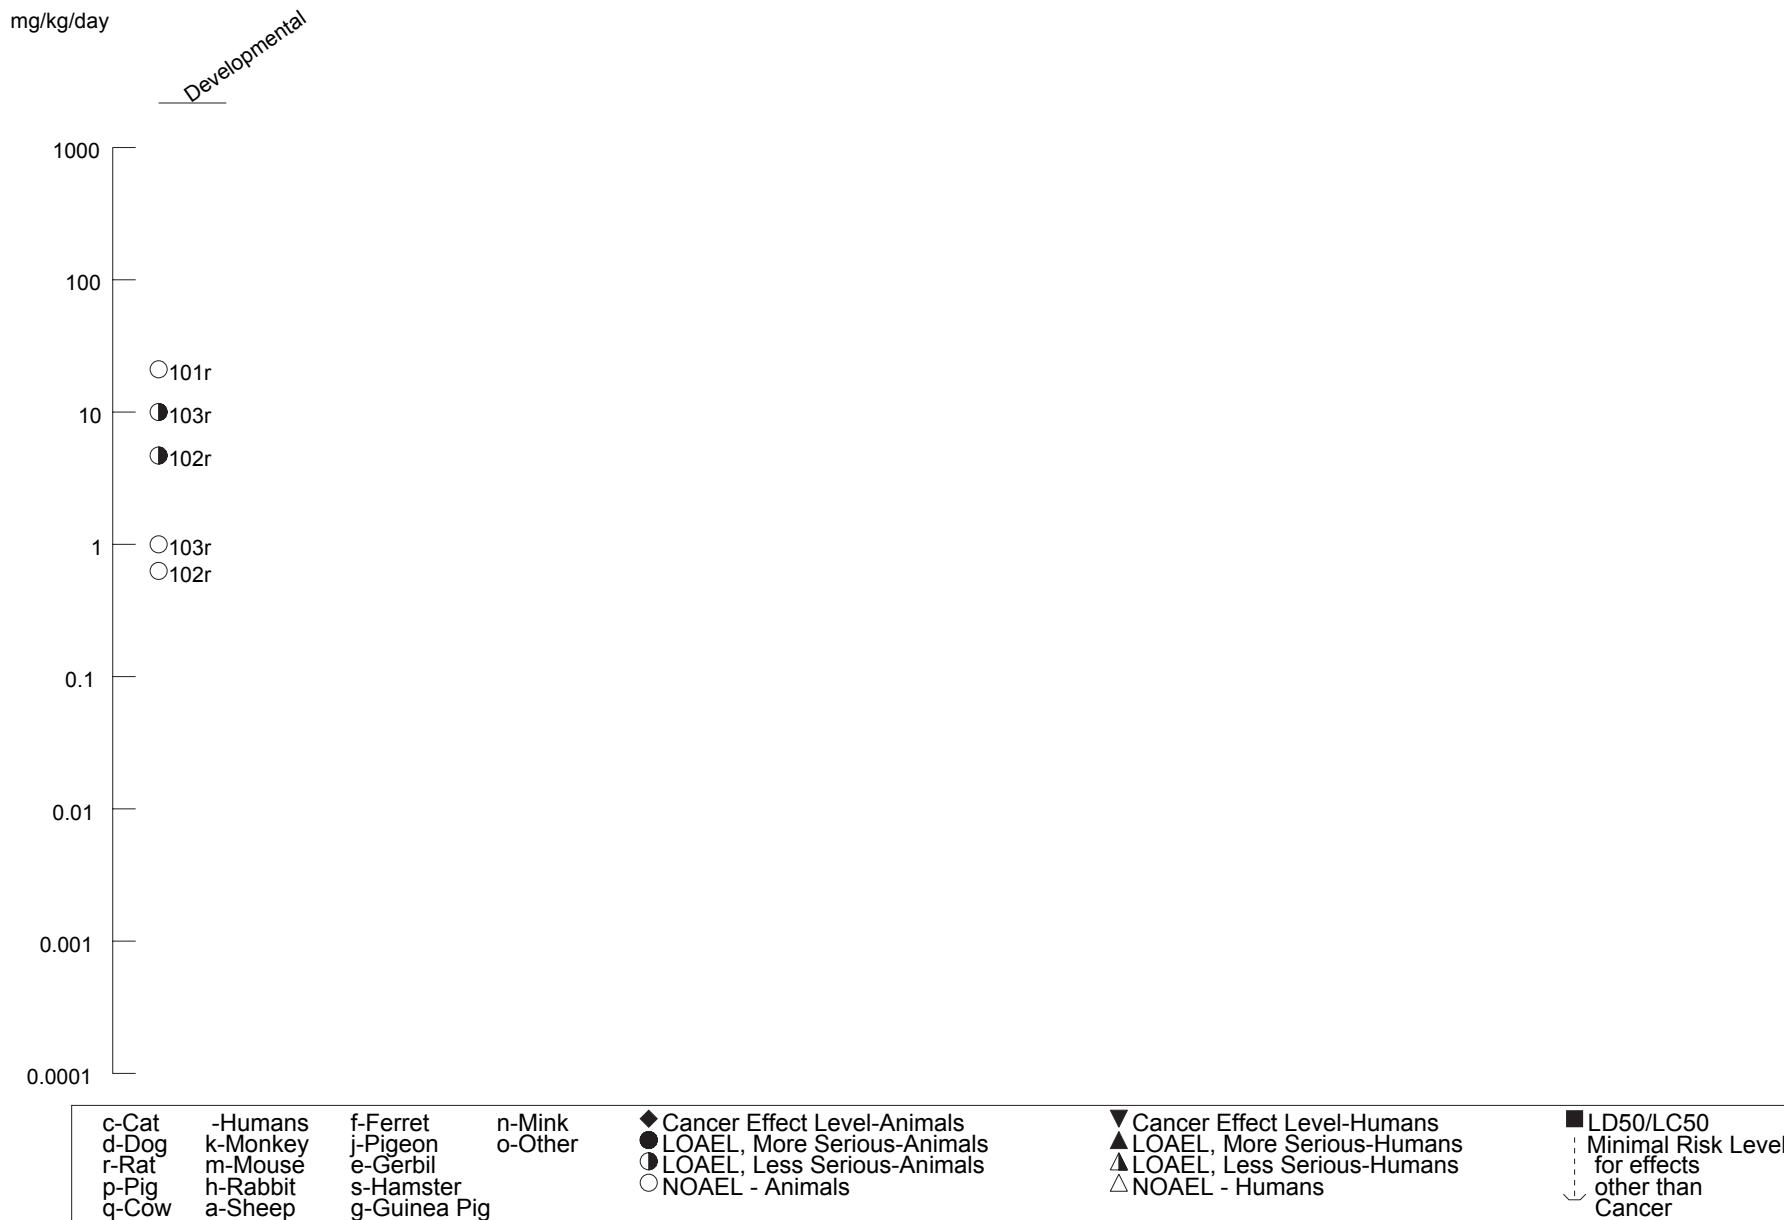 mg/kg/day
Developmental
1000
100
101r
10
103r
102r
1
103r
102r
0.1
0.01
0.001
0.0001
c-Cat -Humans f-Ferret n-Mink
d-Dog k-Monkey j-Pigeon o-Other
r-Rat m-Mouse e-Gerbil
p-Pig h-Rabbit s-Hamster
q-Cow a-Sheep g-Guinea Pig
Cancer Effect Level-Animals
LOAEL, More Serious-Animals
LOAEL, Less Serious-Animals
NOAEL - Animals
Cancer Effect Level-Humans
LOAEL, More Serious-Humans
LOAEL, Less Serious-Humans
NOAEL - Humans
LD50/LC50
Minimal Risk Level
for effects
other than
Cancer